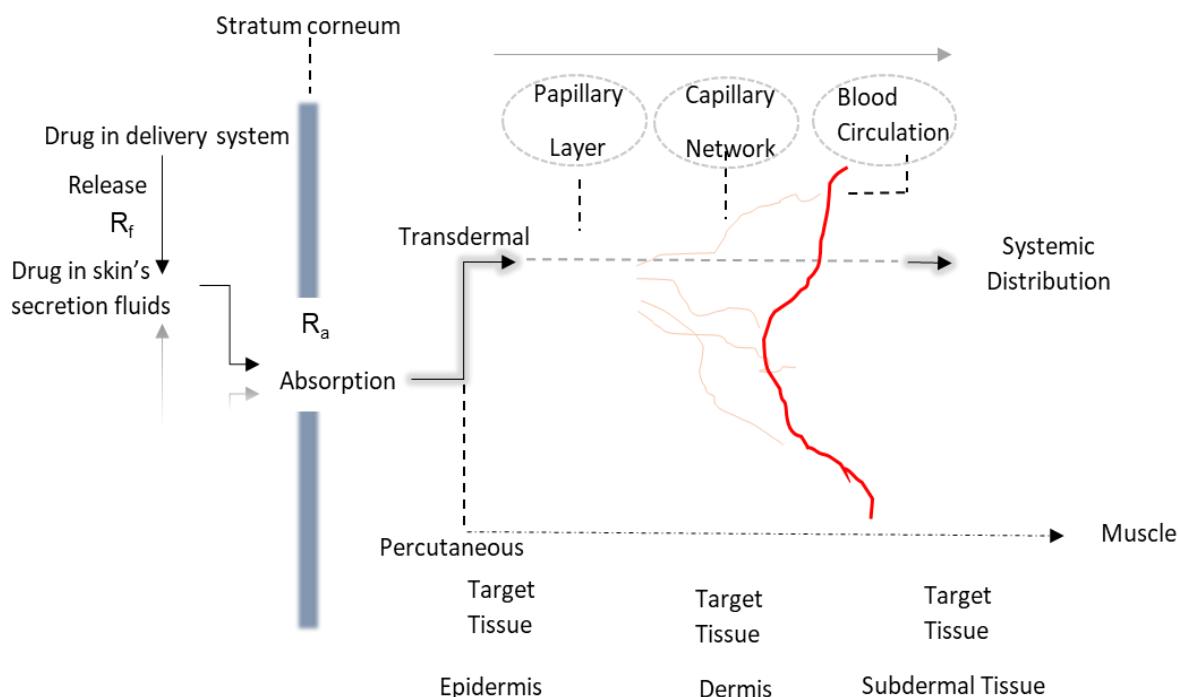 Stratum corneum
Papillary
Layer
Capillary
Network
Blood
Circulation
Drug in delivery system
Release
Rf
Drug in skin's
secretion fluids
Ra
Absorption
Transdermal
Systemic
Distribution
Percutaneous
Muscle
Target
Tissue
Target
Tissue
Target
Tissue
Epidermis
Dermis
Subdermal Tissue